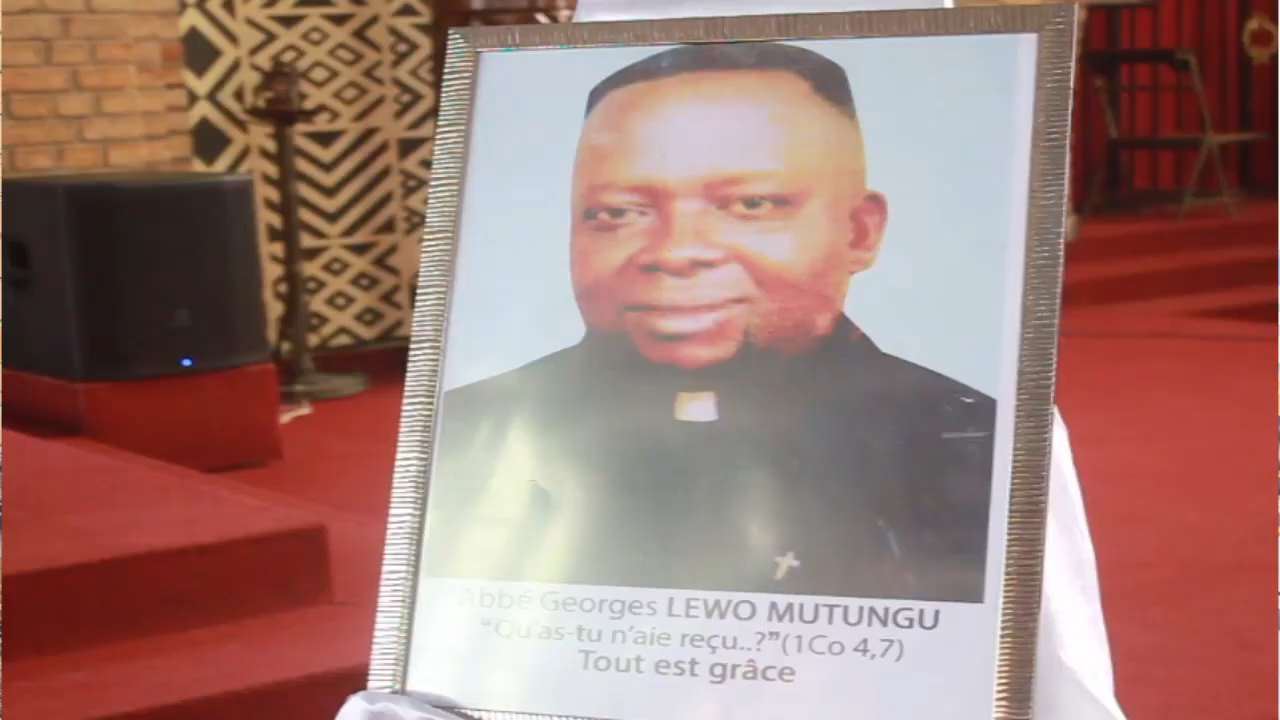 Abbé Georges LEWO MUTUNGU
"Qu'as-tu n'aie reçu..?"(1Co 4,7)
Tout est grâce